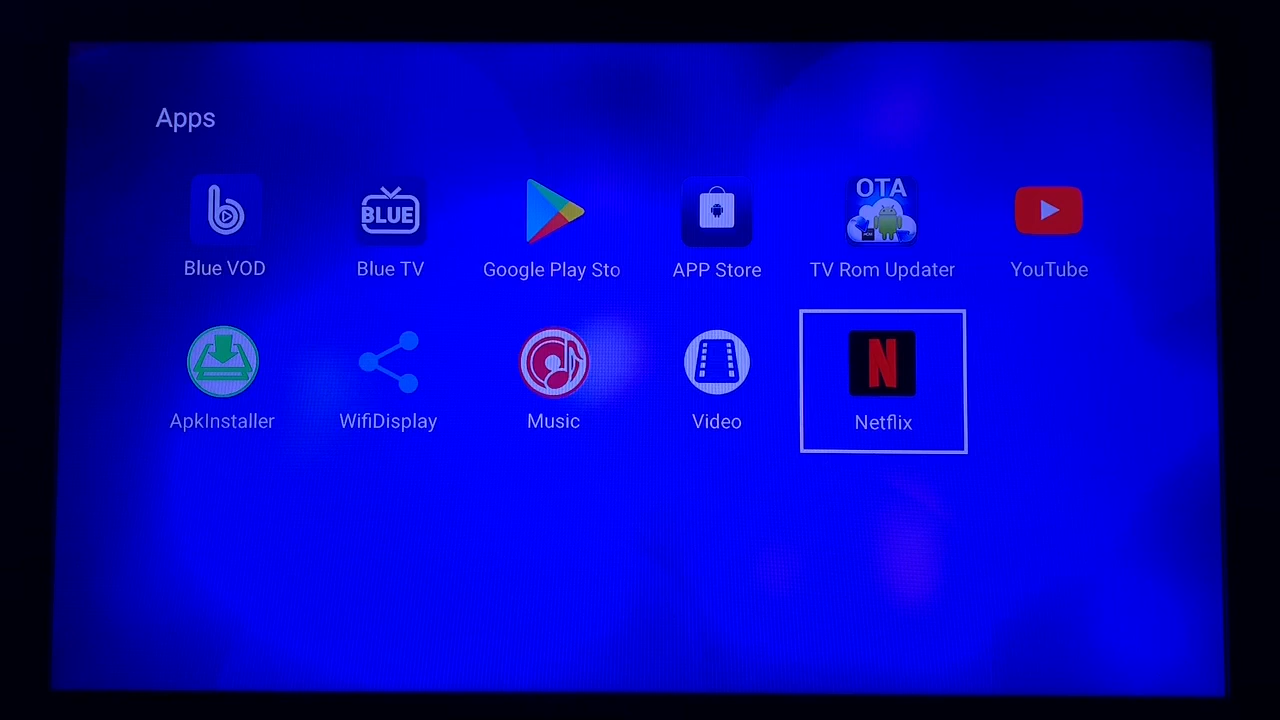 Apps
OTA
BLUE
Blue VOD
Blue TV
Google Play Sto
APP Store
TV Rom Updater
YouTube
N
ApkInstaller
WifiDisplay
Music
Video
Netflix